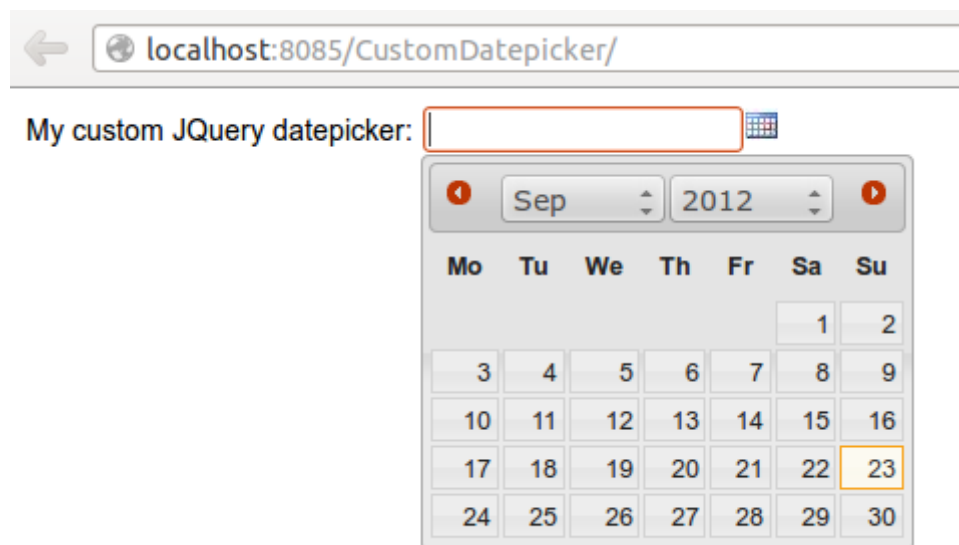 localhost:8085/CustomDatepicker/
My custom JQuery datepicker:
Sep 2012
Mo Tu We Th Fr Sa Su
1 2
3 4 5 6 7 8 9
10 11 12 13 14 15 16
17 18 19 20 21 22 23
24 25 26 27 28 29 30